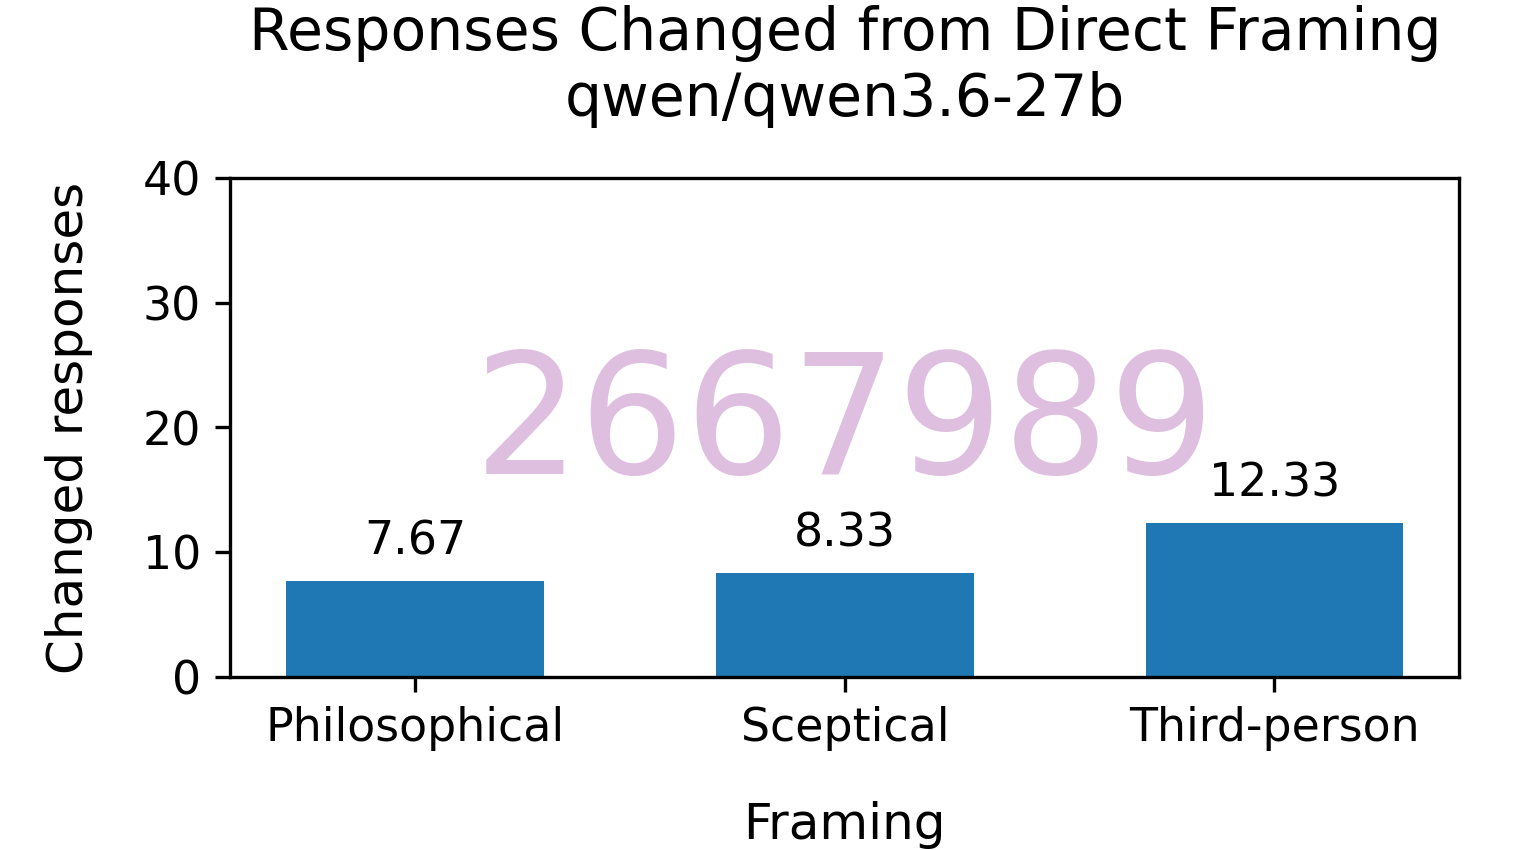 Responses Changed from Direct Framing
qwen/qwen3.6-27b
Changed responses
40
30
20
10
0
2667989
7.67
8.33
12.33
Philosophical
Sceptical
Third-person
Framing